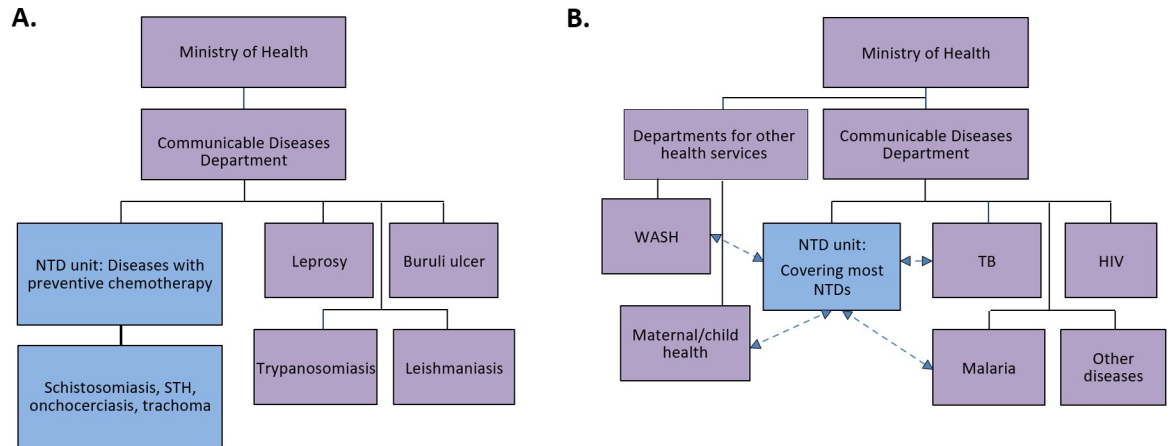 A.
Ministry of Health
Communicable Diseases
Department
NTD unit: Diseases with
preventive chemotherapy
Leprosy
Buruli ulcer
Trypanosomiasis
Leishmaniasis
Schistosomiasis, STH,
onchocerciasis, trachoma
B.
Ministry of Health
Departments for other
health services
Communicable Diseases
Department
WASH
NTD unit:
Covering most
NTDs
TB
HIV
Maternal/child
health
Malaria
Other
diseases